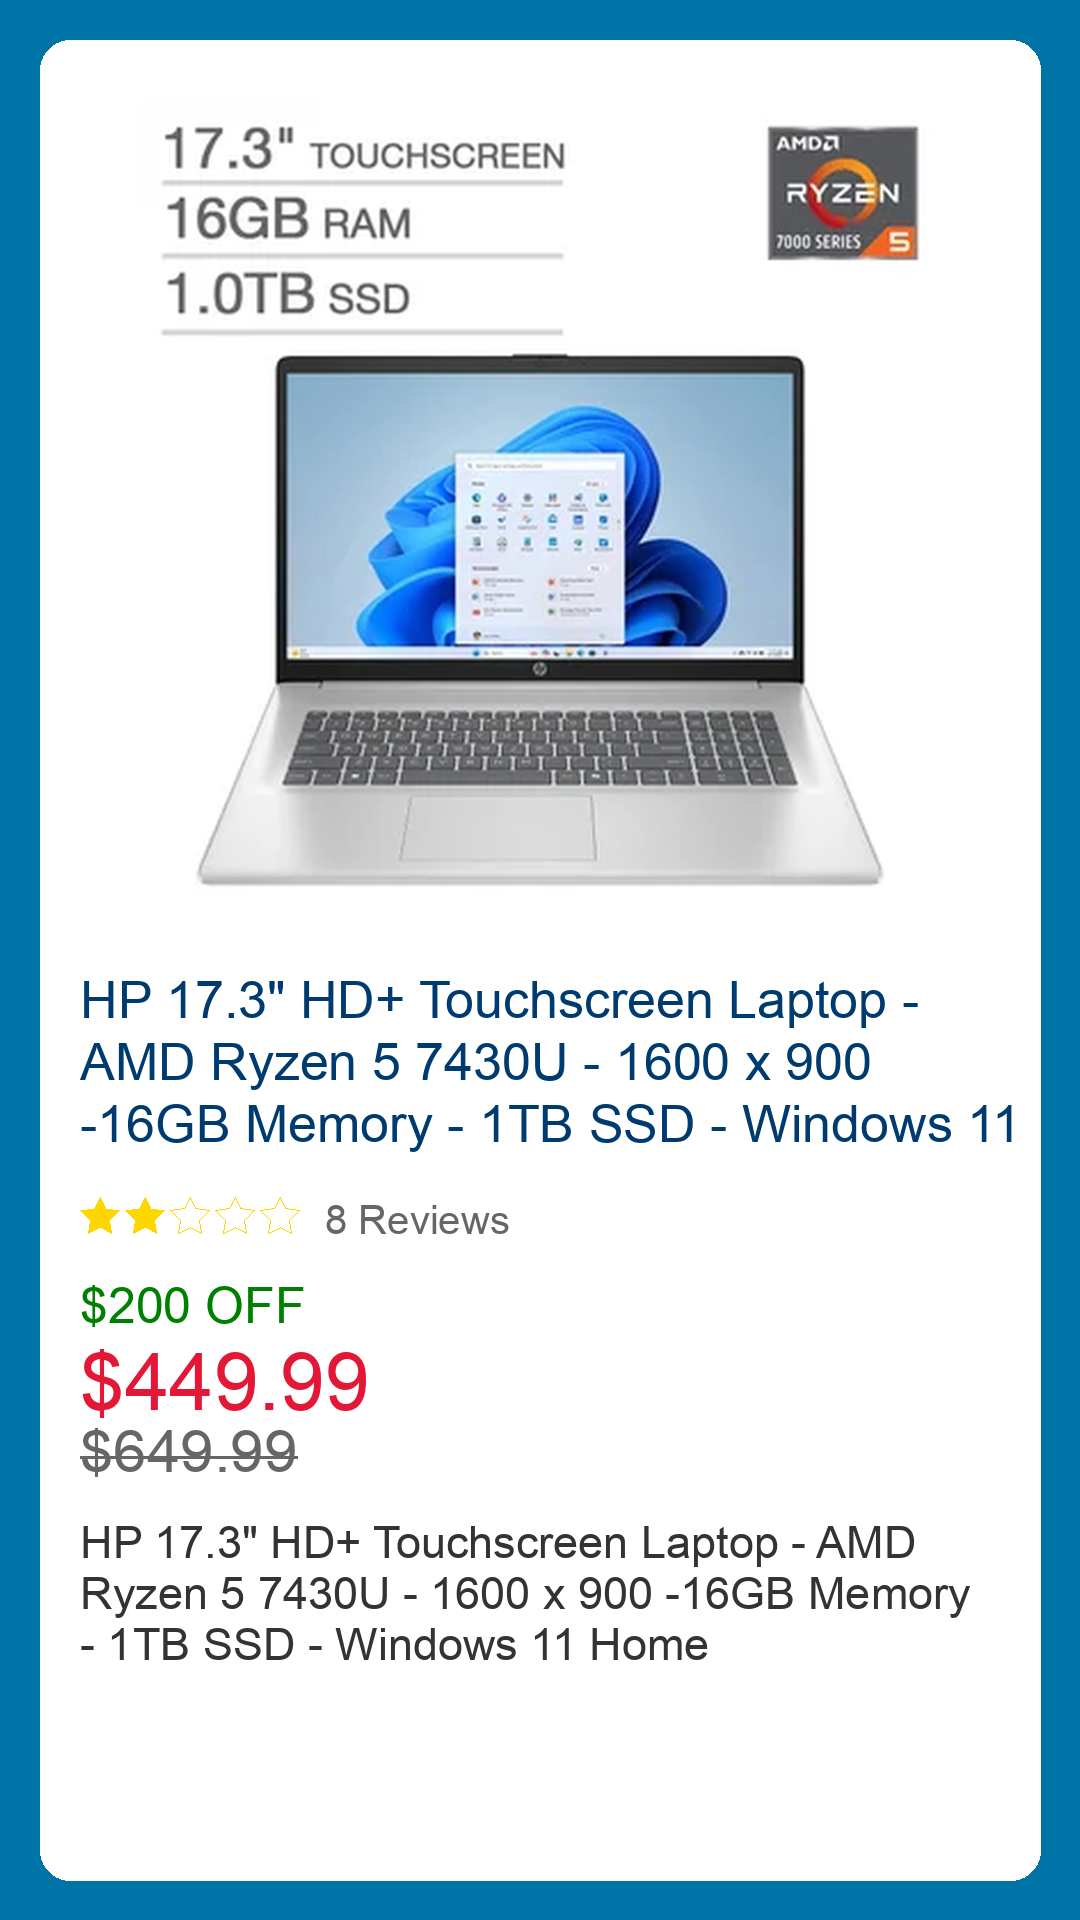 17.3" TOUCHSCREEN
16GB RAM
1.0TB SSD
AMD
RYZEN
7000 SERIES 5
hp
HP 17.3" HD+ Touchscreen Laptop -
AMD Ryzen 5 7430U - 1600 x 900
-16GB Memory - 1TB SSD - Windows 11
8 Reviews
$200 OFF
$449.99
$649.99
HP 17.3" HD+ Touchscreen Laptop - AMD
Ryzen 5 7430U - 1600 x 900 -16GB Memory
- 1TB SSD - Windows 11 Home